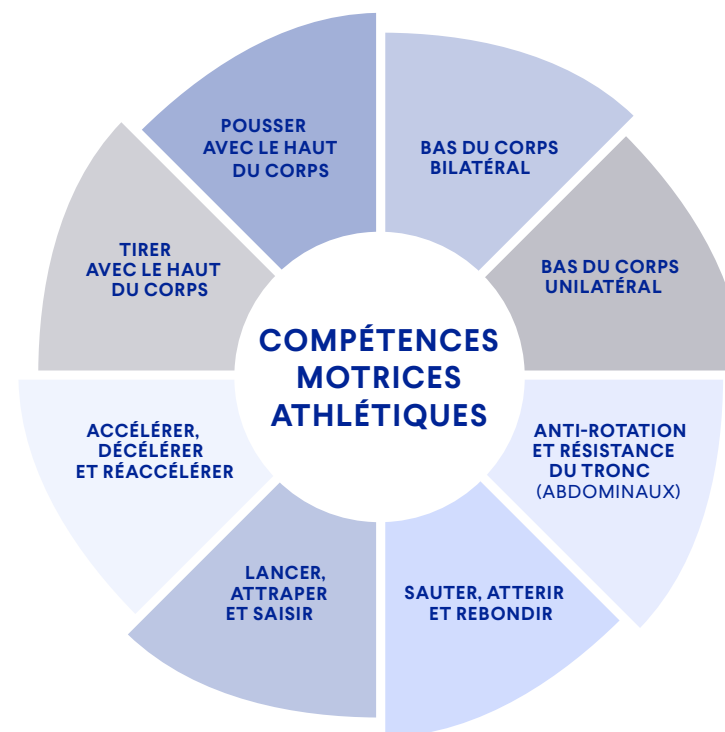 POUSSER
AVEC LE HAUT
DU CORPS
BAS DU CORPS
BILATÉRAL
BAS DU CORPS
UNILATÉRAL
ANTI-ROTATION
ET RÉSISTANCE
DU TRONC
(ABDOMINAUX)
SAUTER, ATTERIR
ET REBONDIR
LANCER,
ATTRAPER
ET SAISIR
ACCÉLÉRER,
DÉCÉLÉRER
ET RÉACCÉLÉRER
TIRER
AVEC LE HAUT
DU CORPS
COMPÉTENCES
MOTRICES
ATHLÉTIQUES